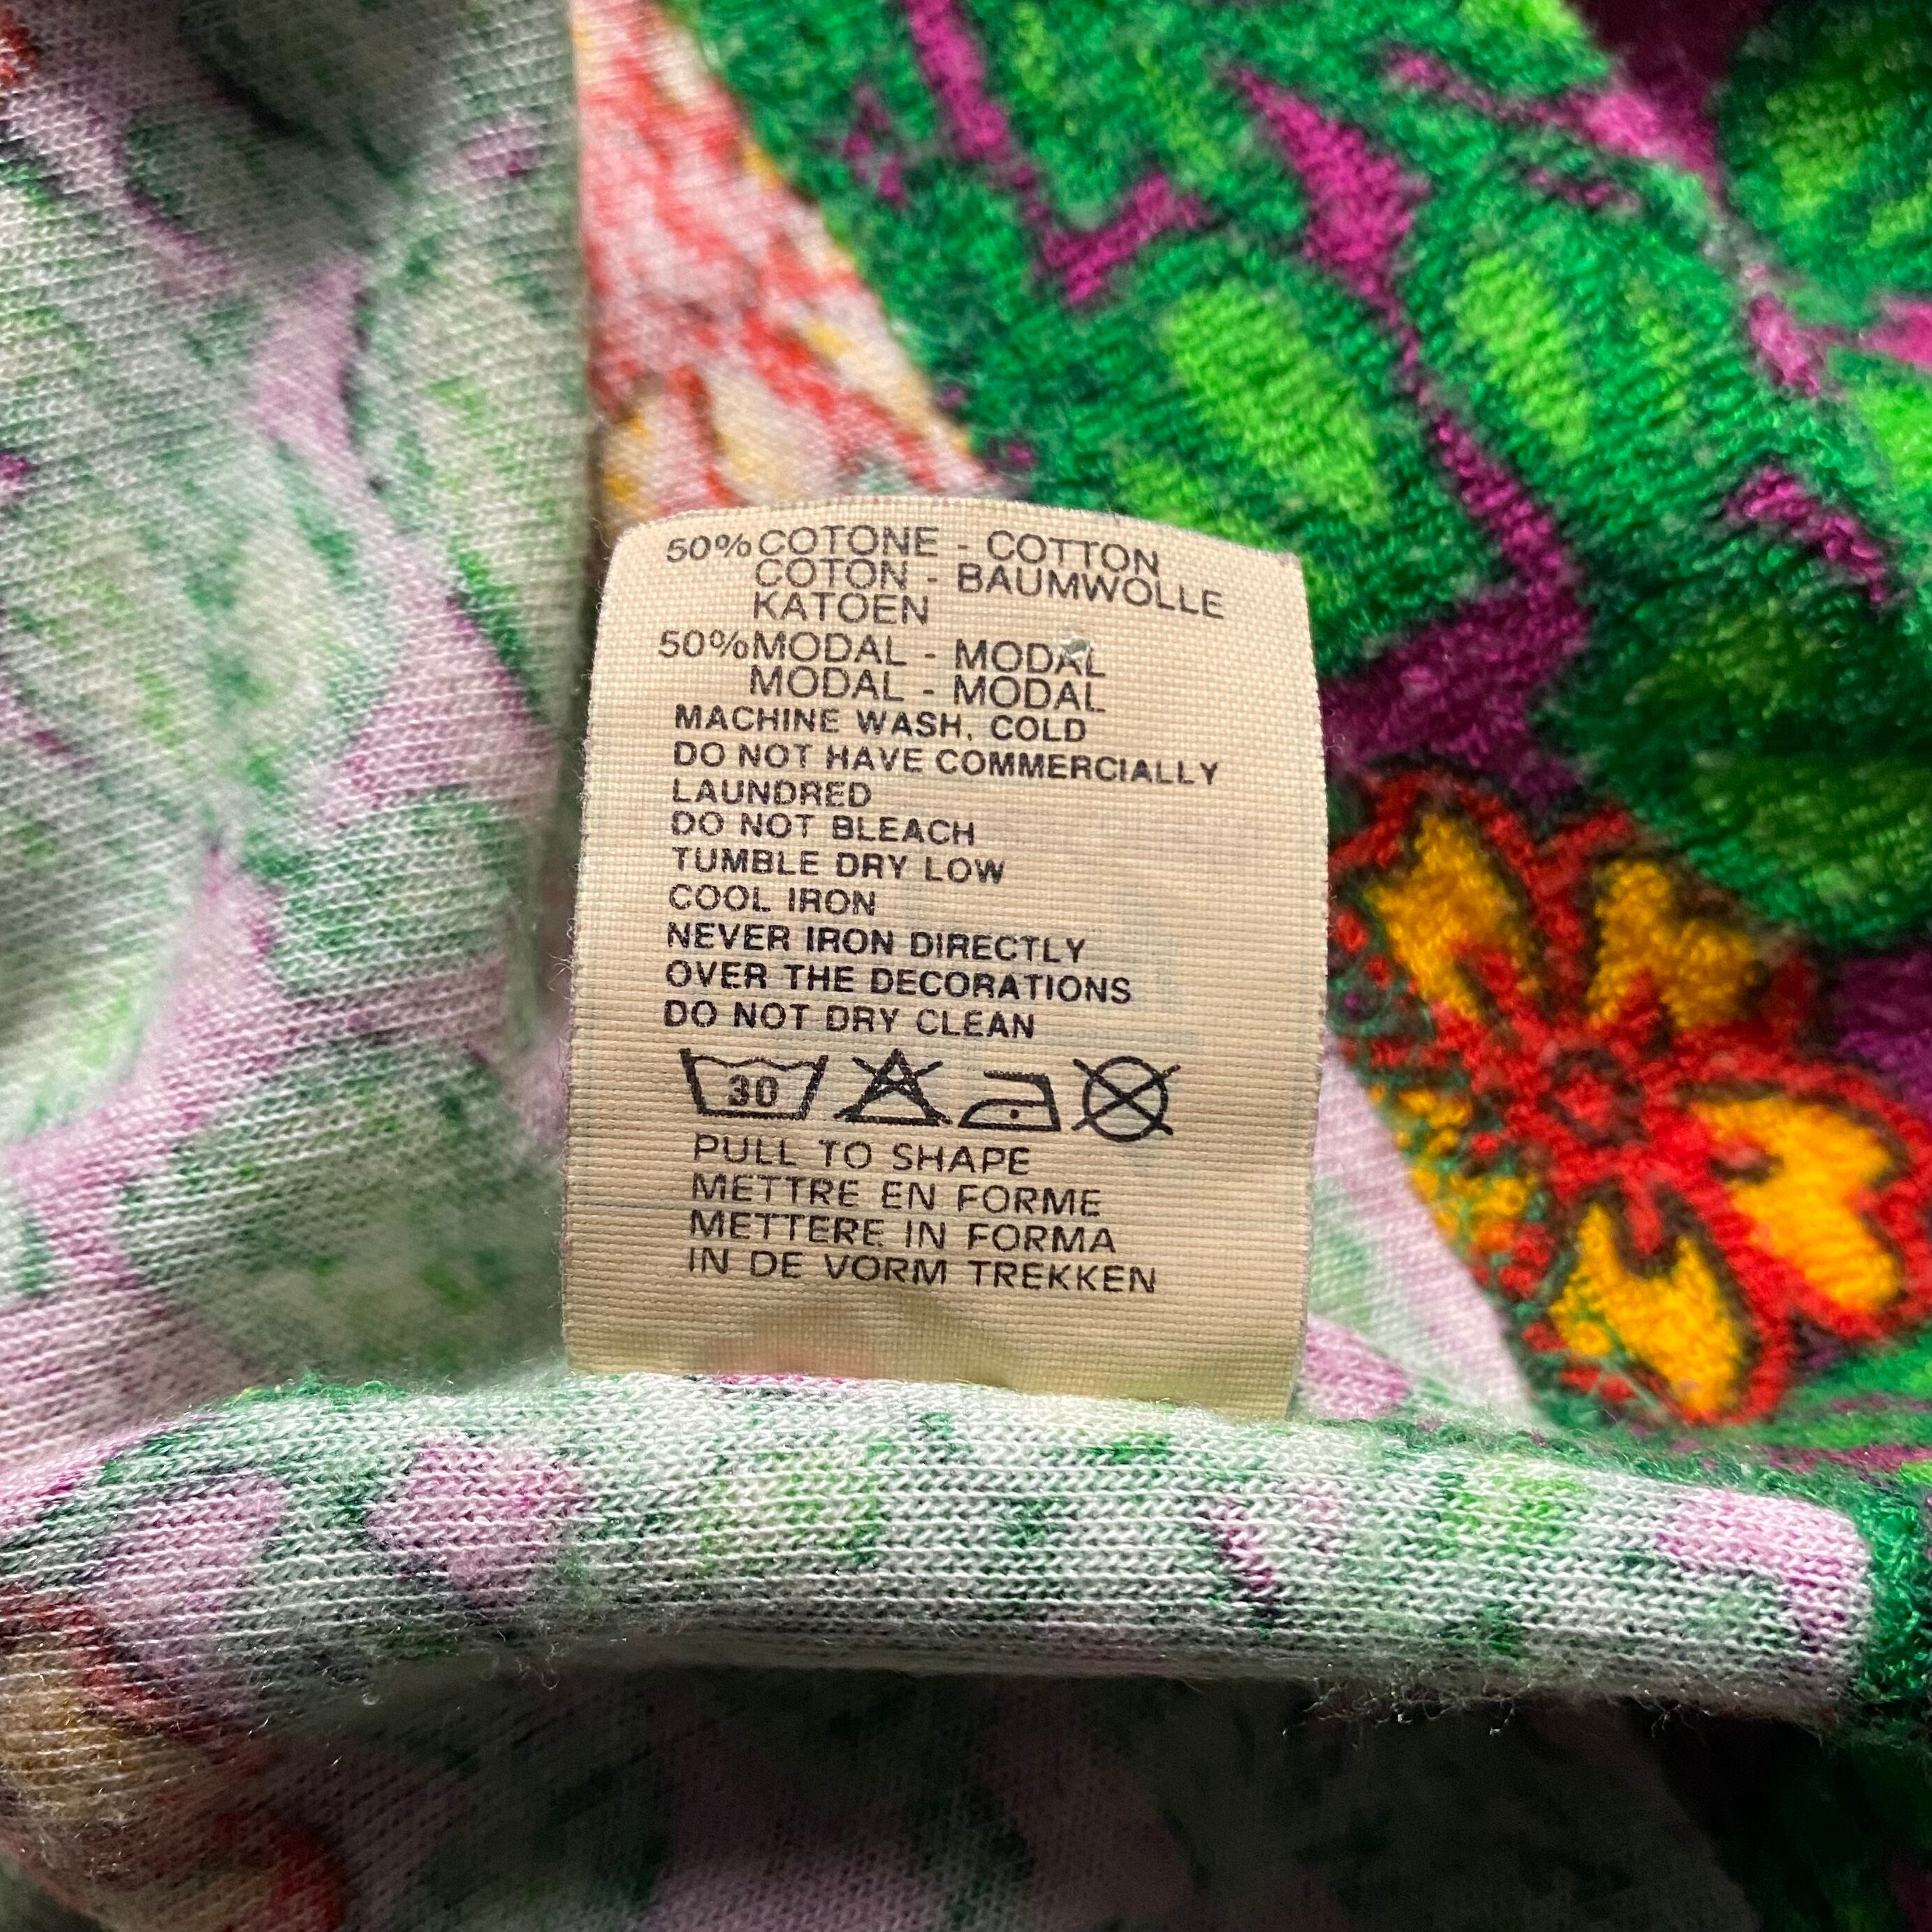 50% COTONE - COTTON
COTON - BAUMWOLLE
KATOEN
50% MODAL - MODAL
MODAL - MODAL
MACHINE WASH, COLD
DO NOT HAVE COMMERCIALLY
LAUNDRED
DO NOT BLEACH
TUMBLE DRY LOW
COOL IRON
NEVER IRON DIRECTLY
OVER THE DECORATIONS
DO NOT DRY CLEAN
30
PULL TO SHAPE
METTRE EN FORME
METTERE IN FORMA
IN DE VORM TREKKEN